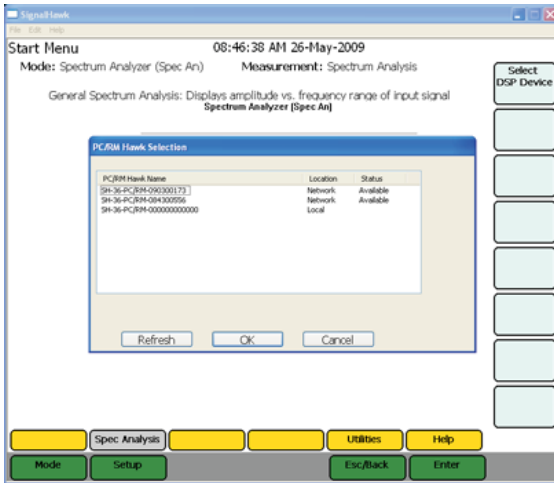 SignalHawk
File Edit Help
Start Menu 08:46:38 AM 26-May-2009
Mode: Spectrum Analyzer (Spec An) Measurement: Spectrum Analysis
Select
DSP Device
General Spectrum Analysis: Displays amplitude vs. frequency range of input signal
Spectrum Analyzer (Spec An)
PC/RM Hawk Selection
PC/RM Hawk Name Location Status
SH-36-PC/RM-090300173 Network Available
SH-36-PC/RM-084300556 Network Available
SH-36-PC/RM-000000000000 Local
Refresh OK Cancel
Spec Analysis Utilities Help
Mode Setup Esc/Back Enter